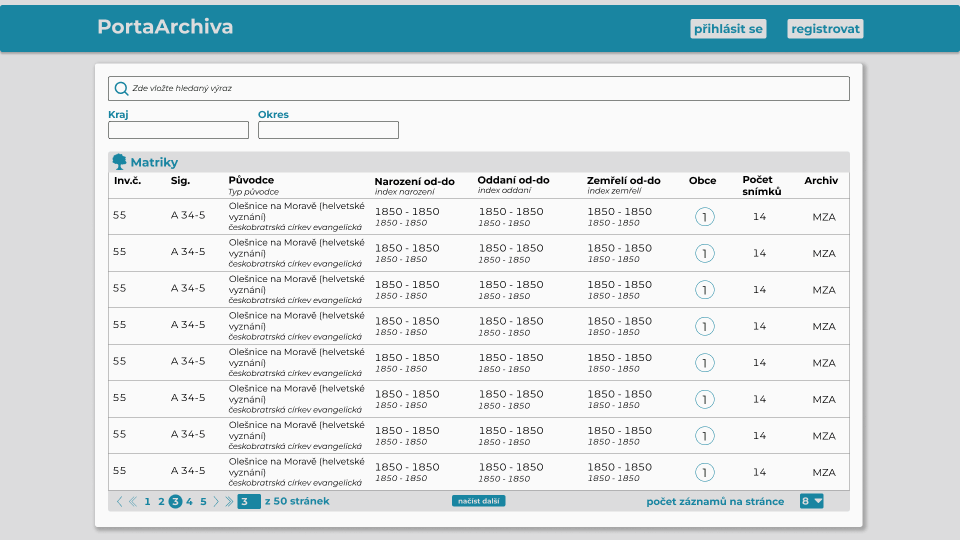 PortaArchiva
přihlásit se
registrovat
Zde vložte hledaný výraz
Kraj
Okres
Matriky
Inv.č. Sig. Původce Narození od-do Oddaní od-do Zemřelí od-do Obce Počet Archiv
Typ původce index narození index oddaní index zemřelí snímků
Olešnice na Moravě (helvetské
55 A 34-5 vyznání) 1850 - 1850 1850 - 1850 1850 - 1850 1 14 MZA
českobratrská církev evangelická 1850 - 1850 1850 - 1850 1850 - 1850
Olešnice na Moravě (helvetské
55 A 34-5 vyznání) 1850 - 1850 1850 - 1850 1850 - 1850 1 14 MZA
českobratrská církev evangelická 1850 - 1850 1850 - 1850 1850 - 1850
Olešnice na Moravě (helvetské
55 A 34-5 vyznání) 1850 - 1850 1850 - 1850 1850 - 1850 1 14 MZA
českobratrská církev evangelická 1850 - 1850 1850 - 1850 1850 - 1850
Olešnice na Moravě (helvetské
55 A 34-5 vyznání) 1850 - 1850 1850 - 1850 1850 - 1850 1 14 MZA
českobratrská církev evangelická 1850 - 1850 1850 - 1850 1850 - 1850
Olešnice na Moravě (helvetské
55 A 34-5 vyznání) 1850 - 1850 1850 - 1850 1850 - 1850 1 14 MZA
českobratrská církev evangelická 1850 - 1850 1850 - 1850 1850 - 1850
Olešnice na Moravě (helvetské
55 A 34-5 vyznání) 1850 - 1850 1850 - 1850 1850 - 1850 1 14 MZA
českobratrská církev evangelická 1850 - 1850 1850 - 1850 1850 - 1850
Olešnice na Moravě (helvetské
55 A 34-5 vyznání) 1850 - 1850 1850 - 1850 1850 - 1850 1 14 MZA
českobratrská církev evangelická 1850 - 1850 1850 - 1850 1850 - 1850
Olešnice na Moravě (helvetské
55 A 34-5 vyznání) 1850 - 1850 1850 - 1850 1850 - 1850 1 14 MZA
českobratrská církev evangelická 1850 - 1850 1850 - 1850 1850 - 1850
1 2 3 4 5 3 z 50 stránek načíst další počet záznamů na stránce 8